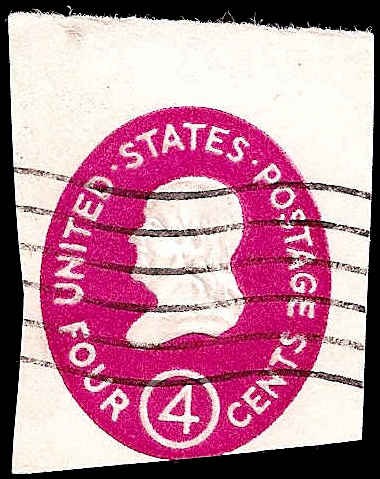 UNITED · STATES · POSTAGE
FOUR
4
CENTS